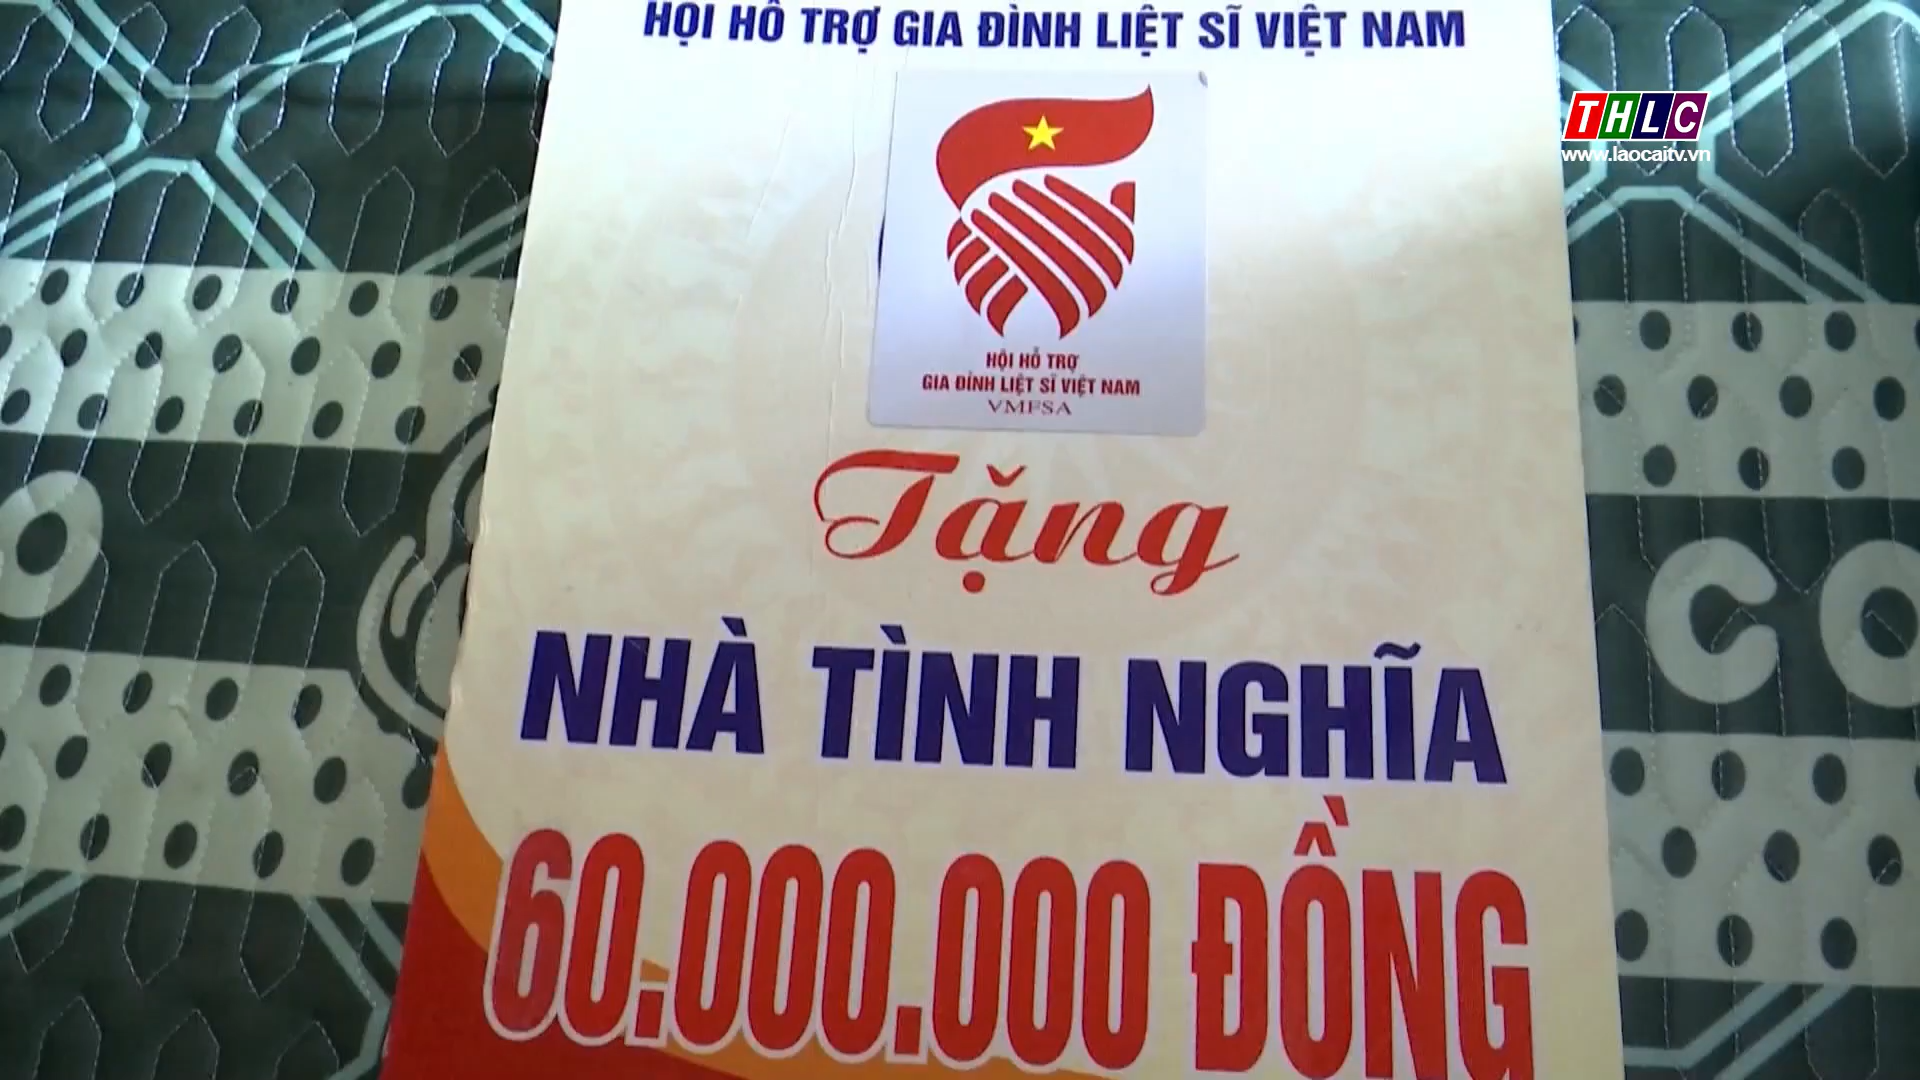 HỘI HỖ TRỢ GIA ĐÌNH LIỆT SĨ VIỆT NAM
THLC
www.laocaitv.vn
HỘI HỖ TRỢ
GIA ĐÌNH LIỆT SĨ VIỆT NAM
VMFSA
Tặng
NHÀ TÌNH NGHĨA
60.000.000 ĐỒNG